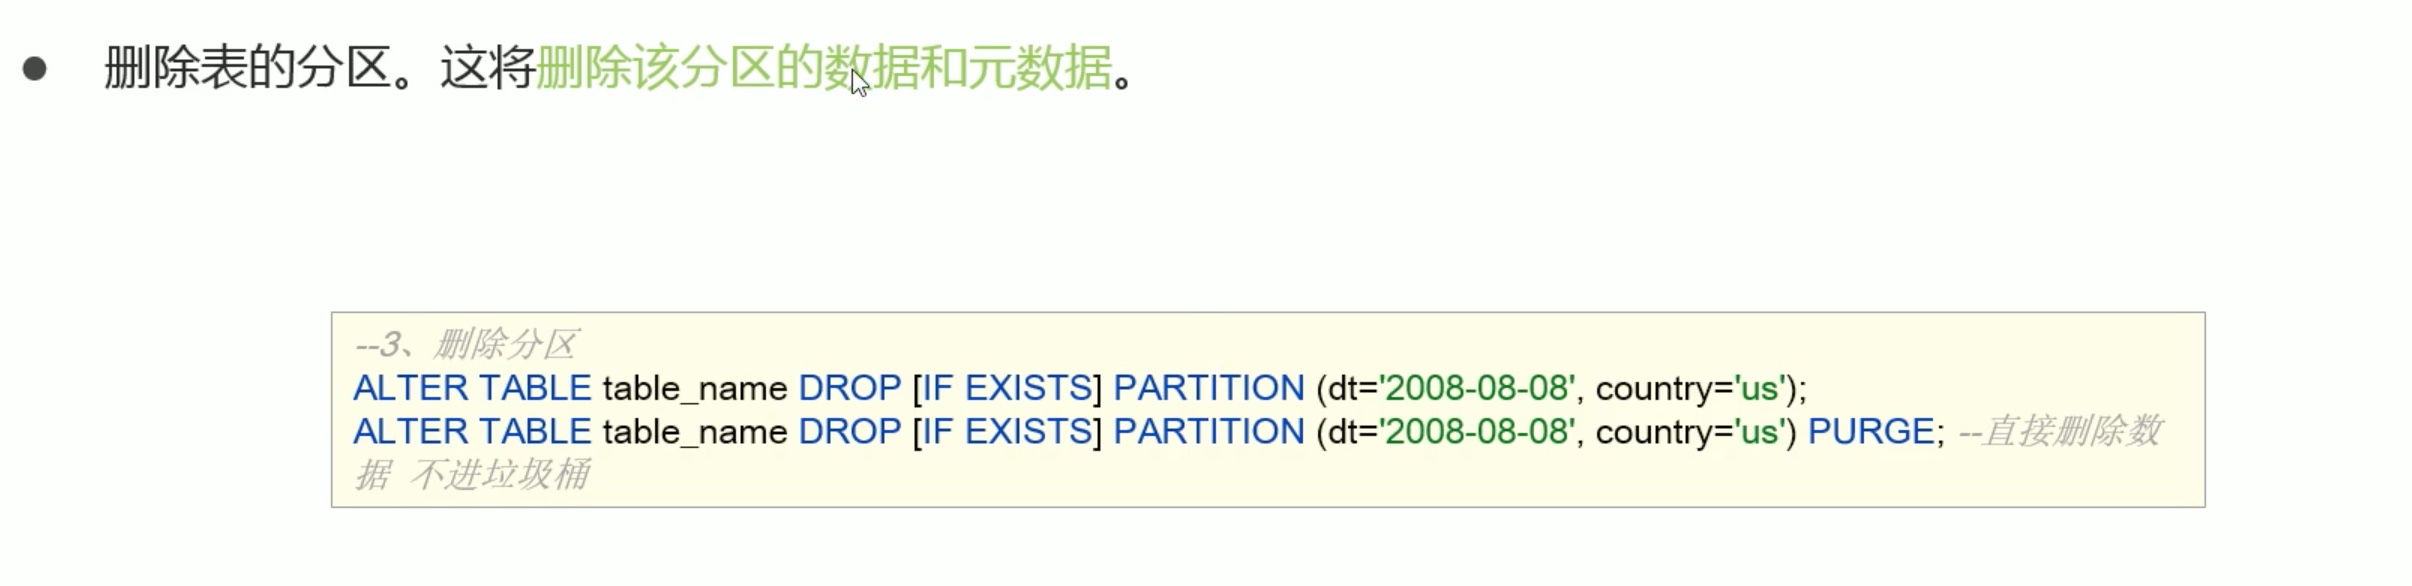 ● 删除表的分区。这将删除该分区的数据和元数据。
--3、删除分区
ALTER TABLE table_name DROP [IF EXISTS] PARTITION (dt='2008-08-08', country='us');
ALTER TABLE table_name DROP [IF EXISTS] PARTITION (dt='2008-08-08', country='us') PURGE; --直接删除数
据 不进垃圾桶